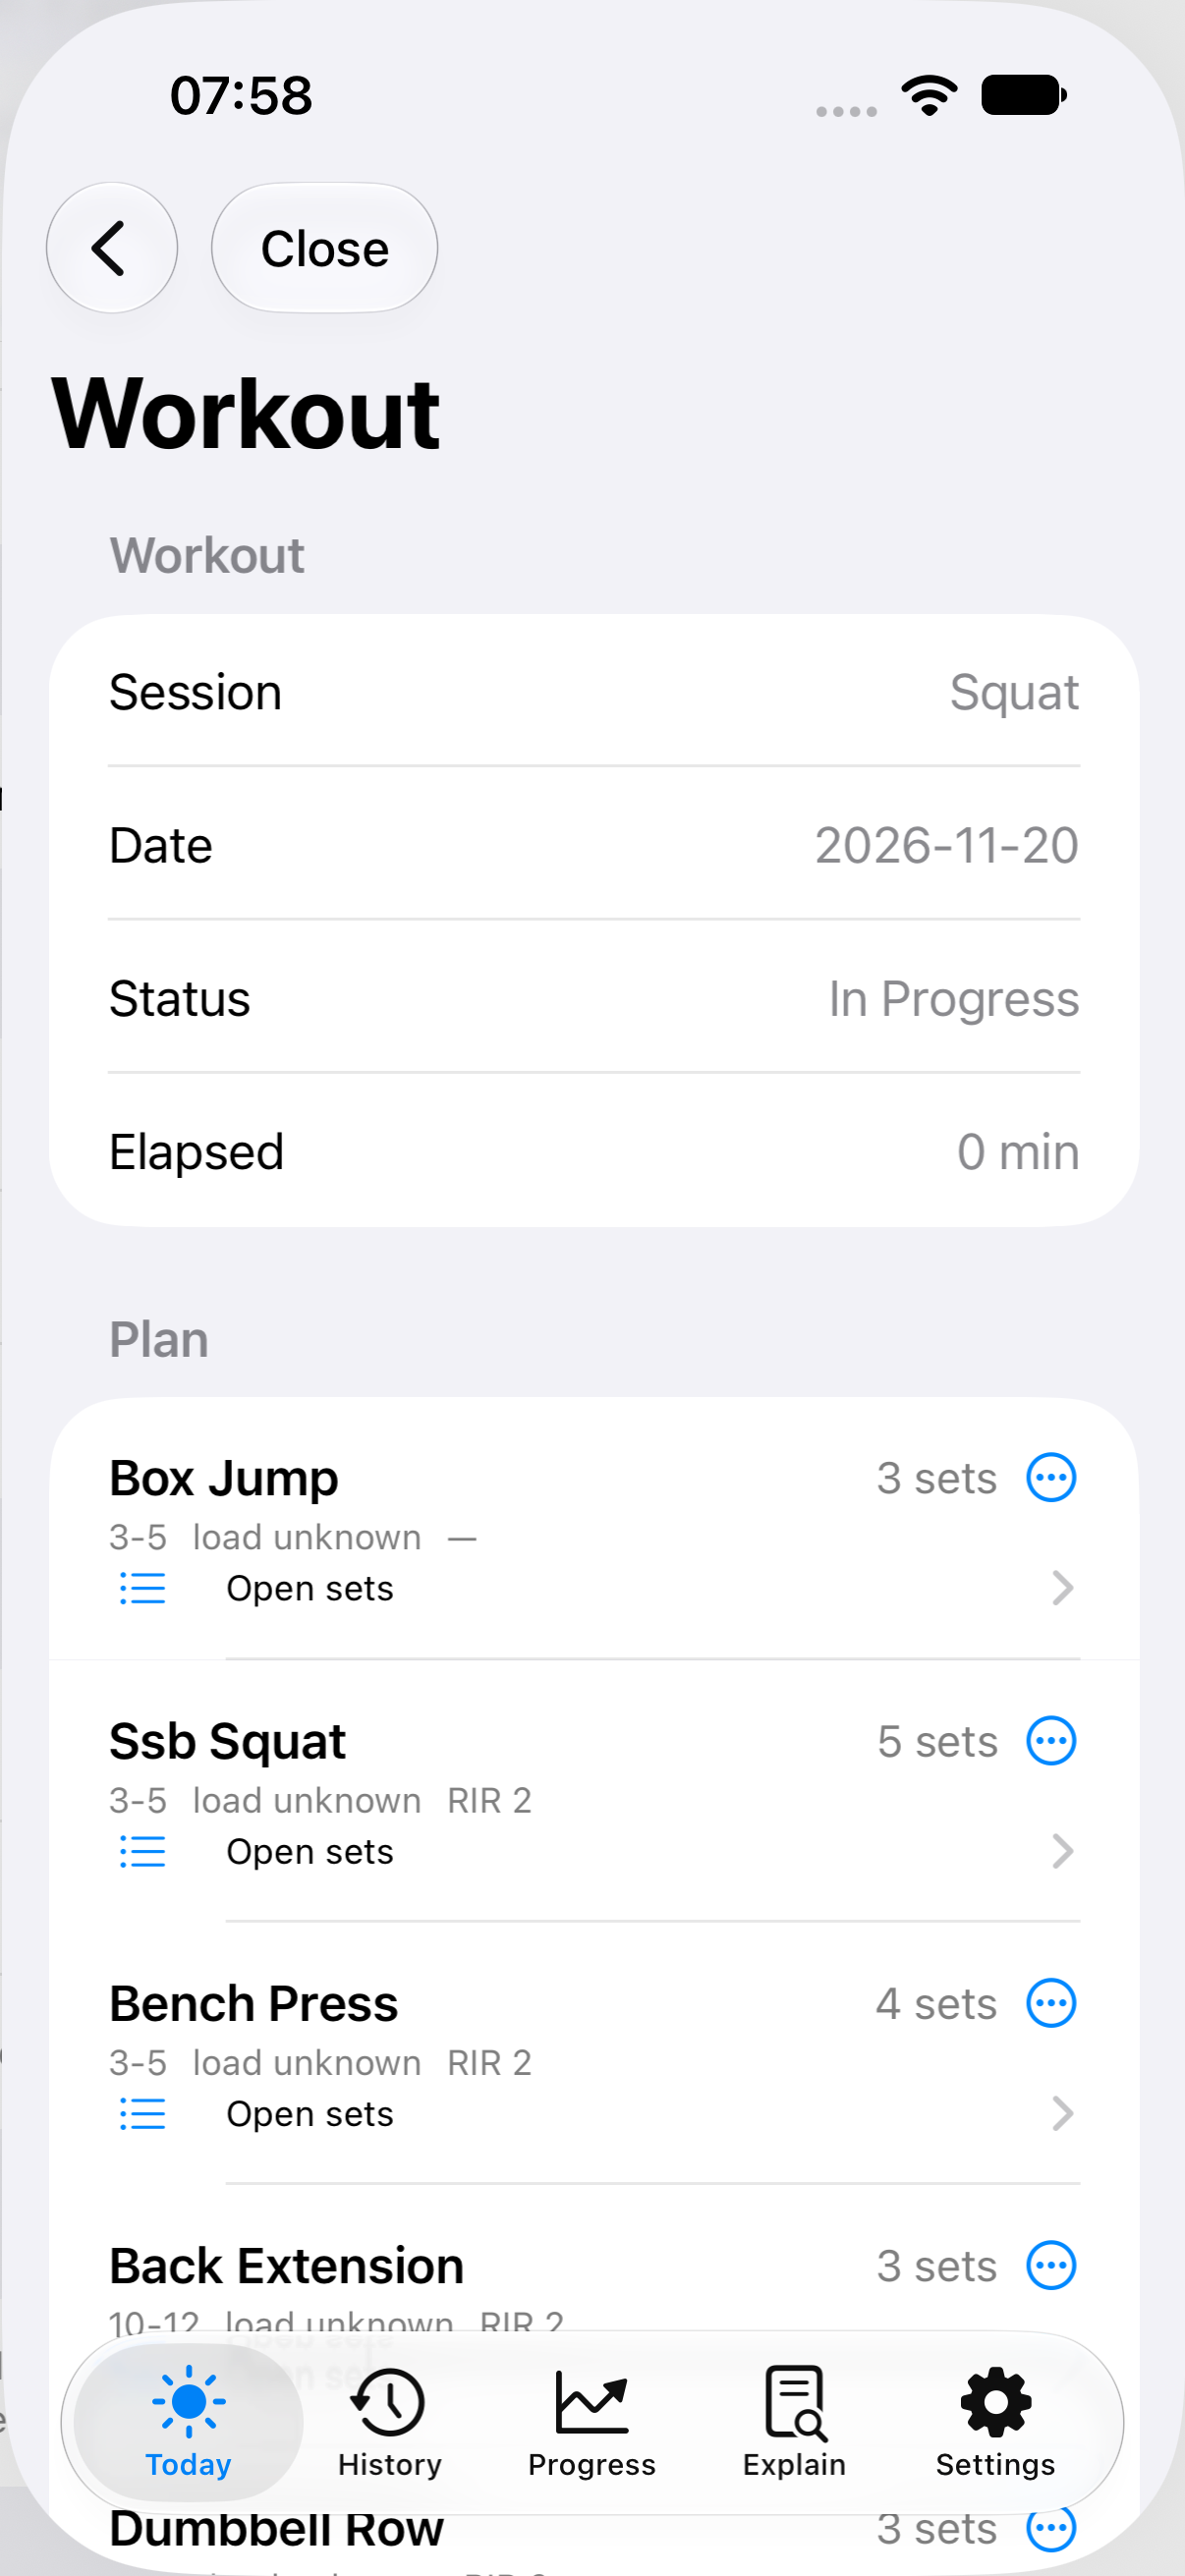 07:58
Close
Workout
Workout
Session Squat
Date 2026-11-20
Status In Progress
Elapsed 0 min
Plan
Box Jump 3 sets
3-5 load unknown —
Open sets
Ssb Squat 5 sets
3-5 load unknown RIR 2
Open sets
Bench Press 4 sets
3-5 load unknown RIR 2
Open sets
Back Extension 3 sets
10-12 load unknown RIR 2
Today History Progress Explain Settings
Dumbbell Row 3 sets